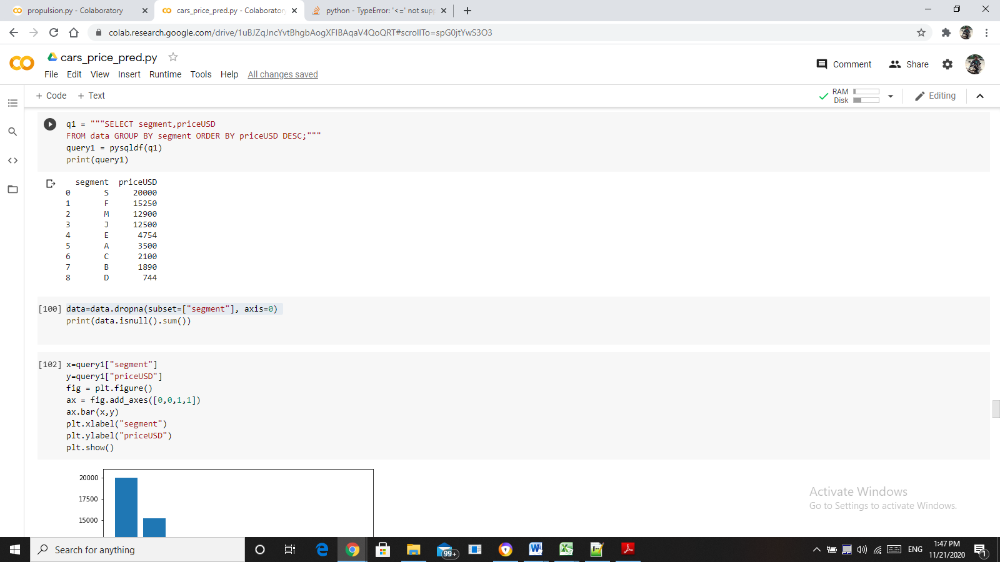 propulsion.py - Colaboratory
cars_price_pred.py - Colaboratory
python - TypeError: '<=' not supp
colab.research.google.com/drive/1uBJZqJncYvtBhgbAogXFIBAqaV4QoQRT#scrollTo=spG0jtYwS3O3
cars_price_pred.py
Comment
Share
File Edit View Insert Runtime Tools Help All changes saved
+ Code + Text
RAM
Disk
Editing
q1 = """SELECT segment,priceUSD
FROM data GROUP BY segment ORDER BY priceUSD DESC;"""
query1 = pysqldf(q1)
print(query1)
segment priceUSD
0 S 20000
1 F 15250
2 M 12900
3 J 12500
4 E 4754
5 A 3500
6 C 2100
7 B 1890
8 D 744
[100] data=data.dropna(subset=["segment"], axis=0)
print(data.isnull().sum())
[102] x=query1["segment"]
y=query1["priceUSD"]
fig = plt.figure()
ax = fig.add_axes([0,0,1,1])
ax.bar(x,y)
plt.xlabel("segment")
plt.ylabel("priceUSD")
plt.show()
20000
17500
15000
Activate Windows
Go to Settings to activate Windows.
Search for anything
99+
ENG
1:47 PM
11/21/2020
1